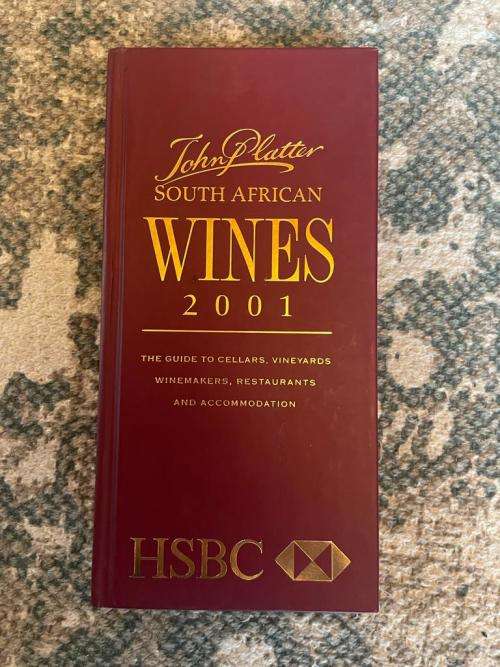 John Platter
SOUTH AFRICAN
WINES
2001
THE GUIDE TO CELLARS, VINEYARDS
WINEMAKERS, RESTAURANTS
AND ACCOMMODATION
HSBC